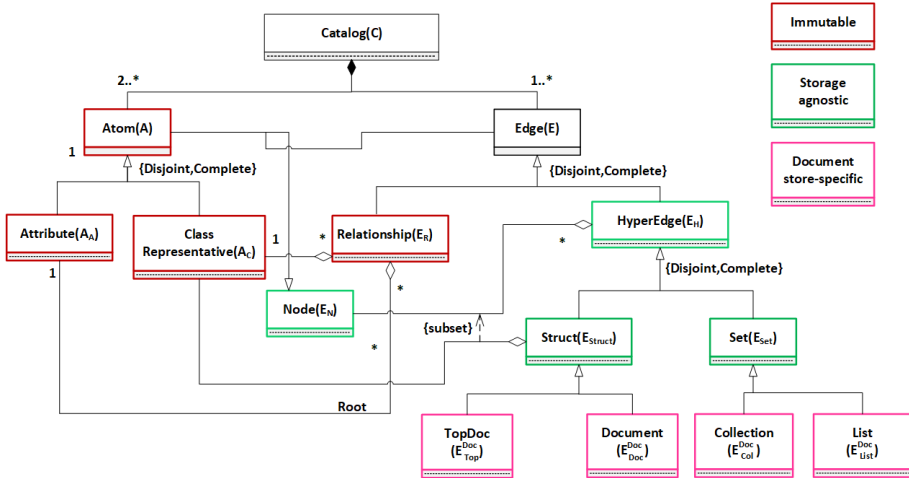 Catalog(C)
Immutable
2..*
1..*
Storage
agnostic
Atom(A)
Edge(E)
1
{Disjoint,Complete}
{Disjoint,Complete}
Document
store-specific
Attribute(A_A)
Class
Representative(A_C)
1
*
Relationship(E_R)
HyperEdge(E_H)
*
1
*
{Disjoint,Complete}
Node(E_N)
*
{subset}
Struct(E_Struct)
Set(E_Set)
Root
TopDoc
(E^Doc_Top)
Document
(E^Doc_Doc)
Collection
(E^Doc_Col)
List
(E^Doc_List)